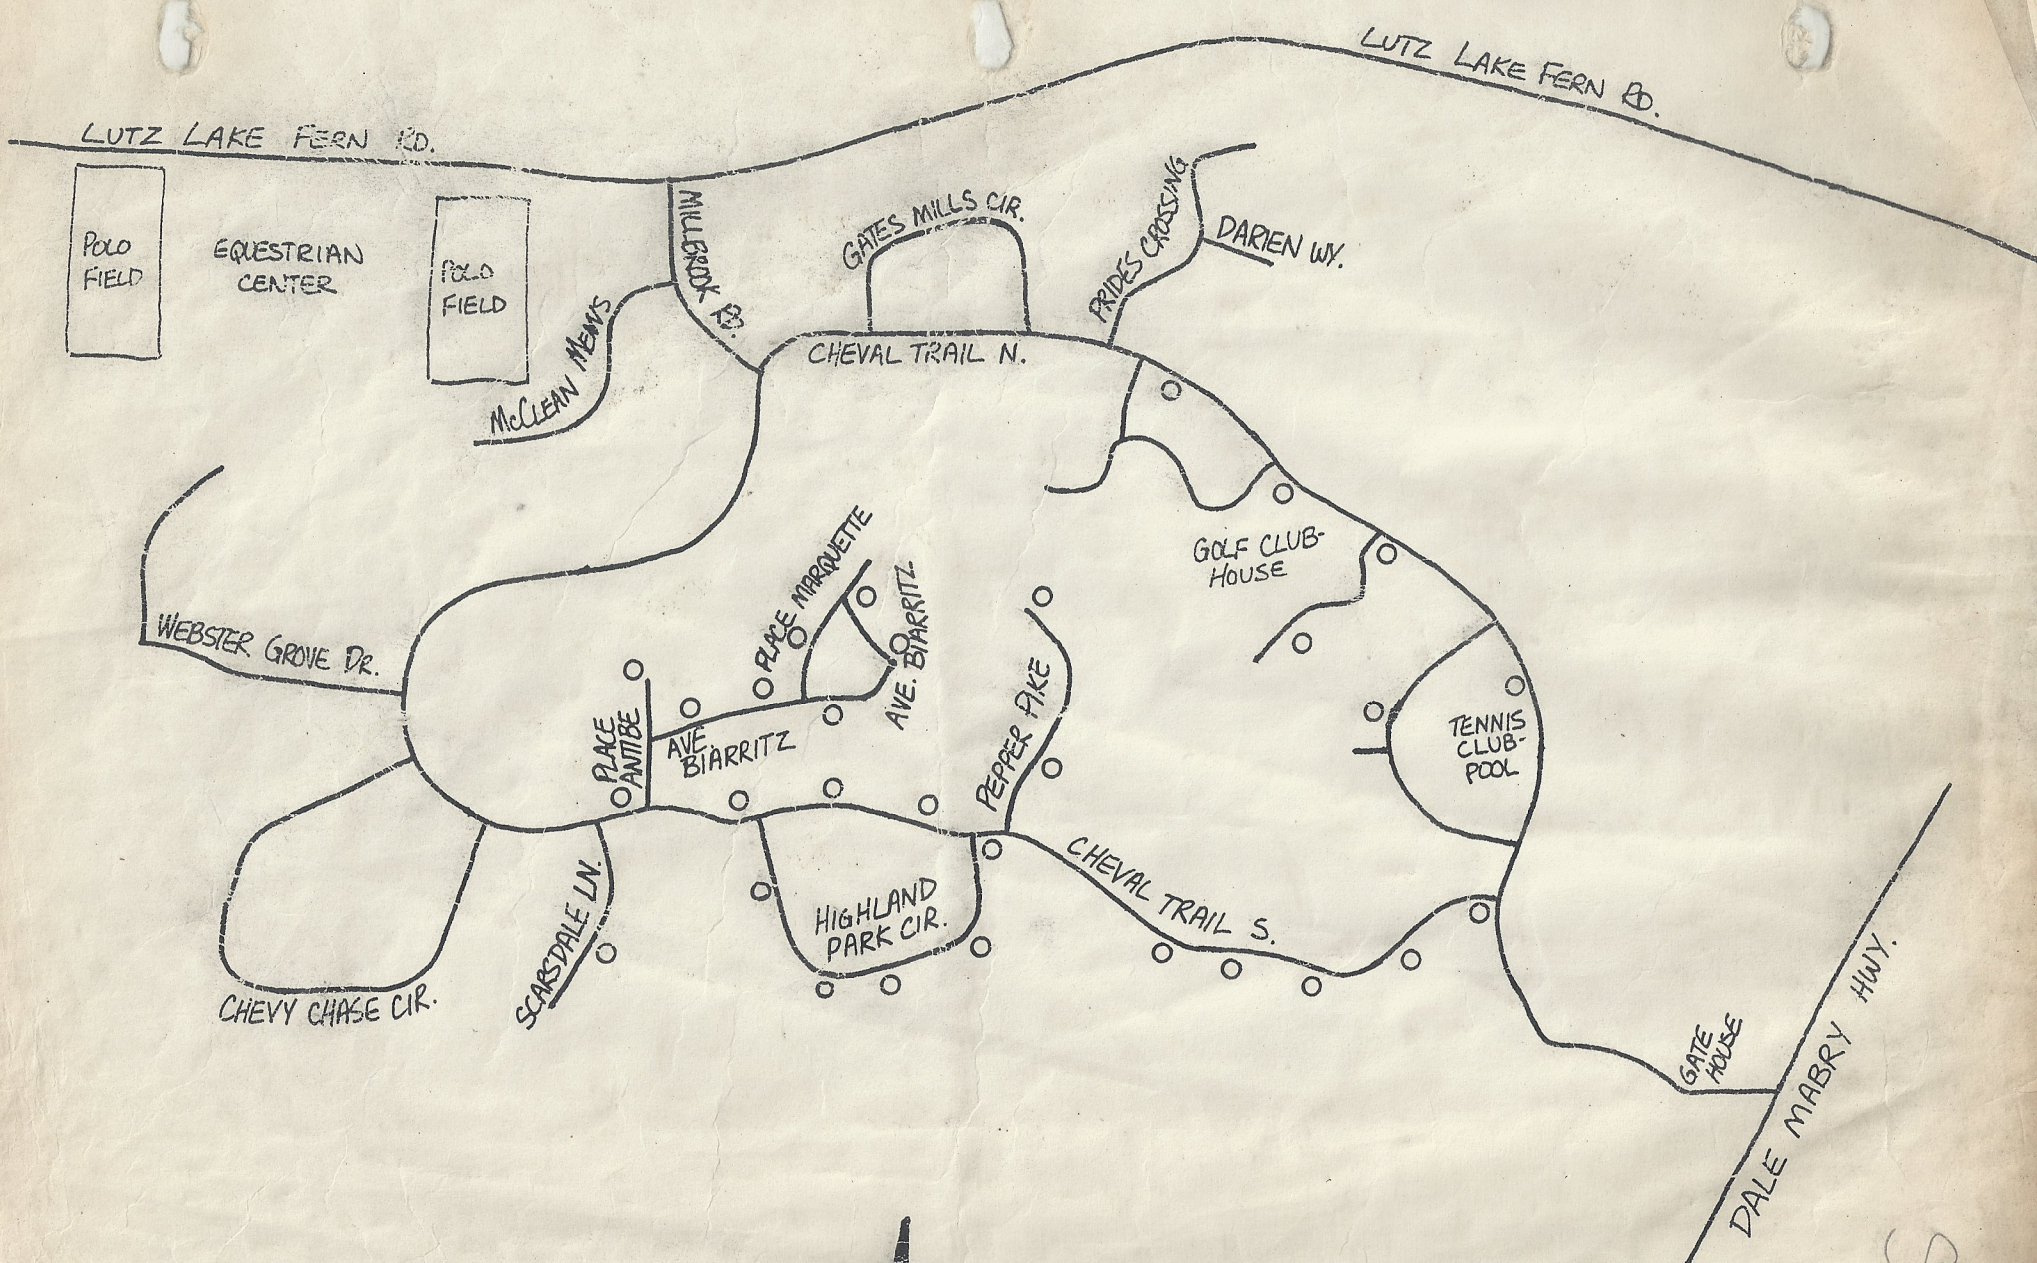 LUTZ LAKE FERN RD.
LUTZ LAKE FERN RD.
POLO
FIELD
EQUESTRIAN
CENTER
POLO
FIELD
MILLBROOK RD.
McCLEAN MEWS
GATES MILLS CIR.
PRIDES CROSSING
DARIEN WY.
CHEVAL TRAIL N.
GOLF CLUB-
HOUSE
WEBSTER GROVE DR.
PLACE MARQUETTE
AVE. BIARRITZ
PLACE
ANTIBE
AVE.
BIARRITZ
PEPPER PIKE
TENNIS
CLUB-
POOL
CHEVAL TRAIL S.
HIGHLAND
PARK CIR.
SCARSDALE LN.
CHEVY CHASE CIR.
GATE
HOUSE
DALE MABRY HWY.